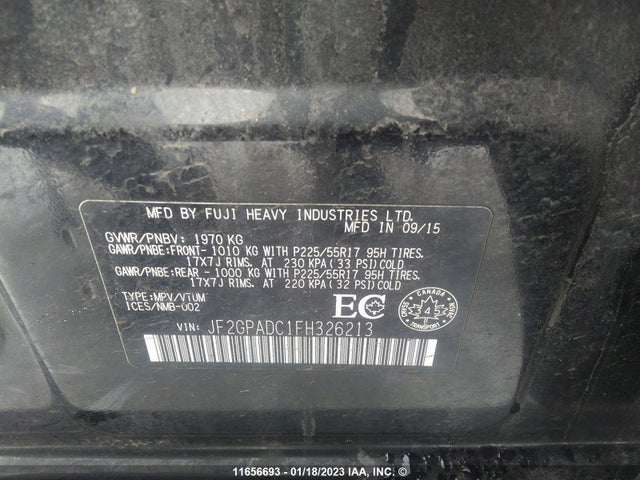 MFD BY FUJI HEAVY INDUSTRIES LTD.
MFD IN 09/15
GVWR/PNBV: 1970 KG
GAWR/PNBE:FRONT- 1010 KG WITH P225/55R17 95H TIRES.
17X7J RIMS. AT 230 KPA(33 PSI)COLD
GAWR/PNBE:REAR - 1000 KG WITH P225/55R17 95H TIRES.
17X7J RIMS. AT 220 KPA(32 PSI)COLD
TYPE:MPV/VTUM
ICES/NMB-002
EC
CANADA
4
TRANSPORT
VIN: JF2GPADC1FH326213
11656693 - 01/18/2023 IAA, INC. ©